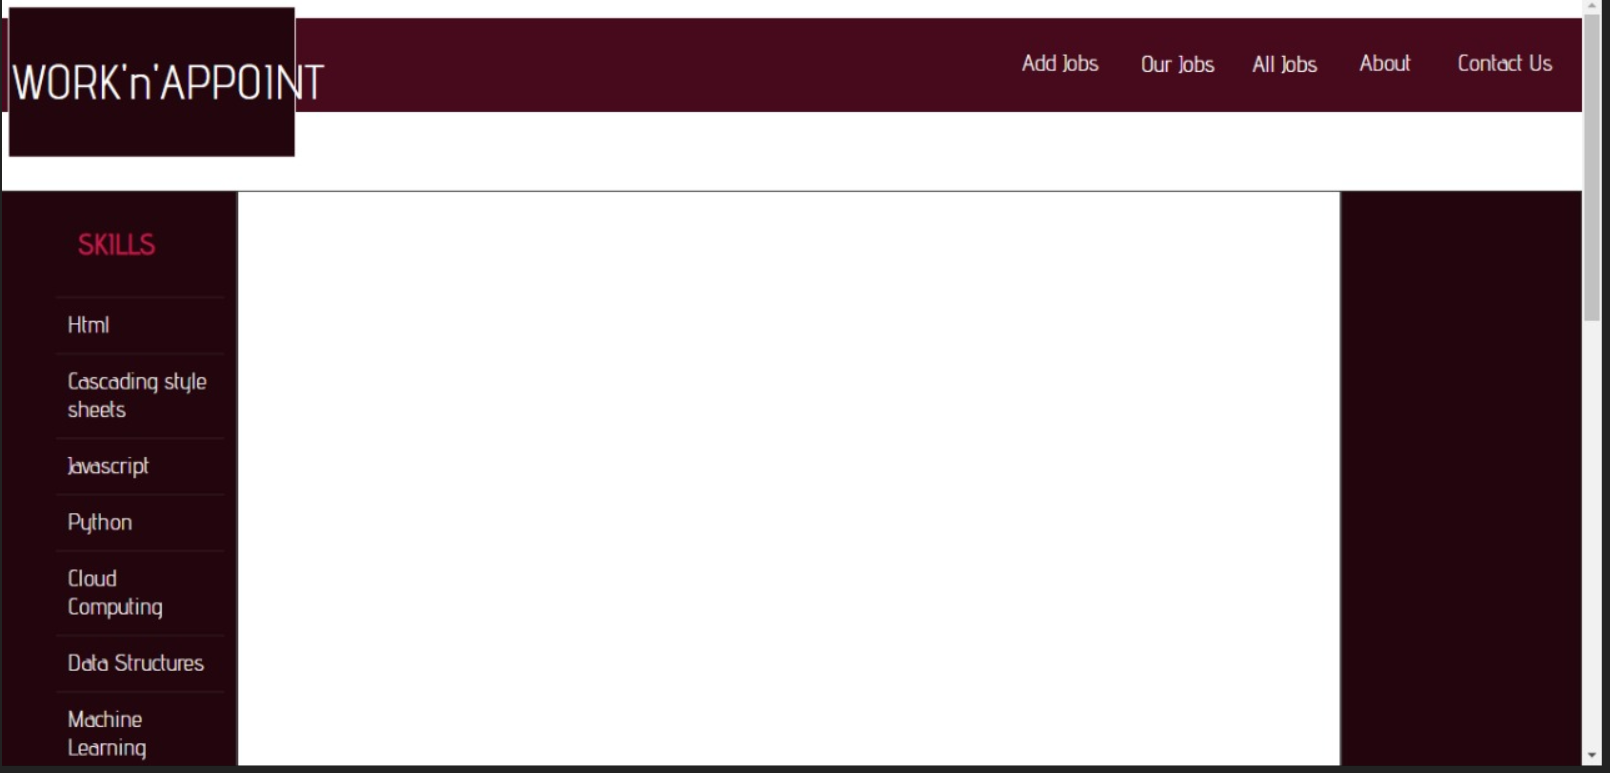 WORK'n'APPOINT
Add Jobs
Our Jobs
All Jobs
About
Contact Us
SKILLS
Html
Cascading style
sheets
Javascript
Python
Cloud
Computing
Data Structures
Machine
Learning